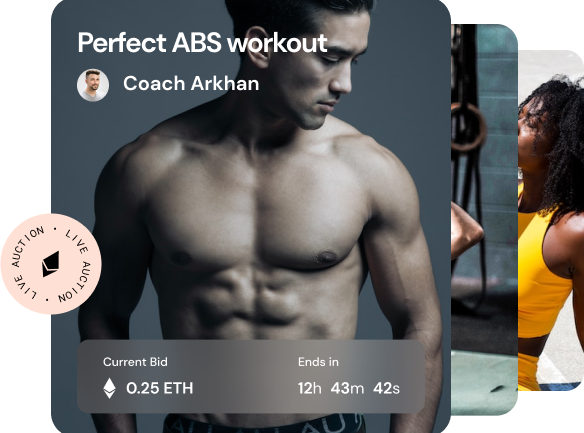 Perfect ABS workout
Coach Arkhan
LIVE AUCTION • LIVE AUCTION •
Current Bid
0.25 ETH
Ends in
12h 43m 42s